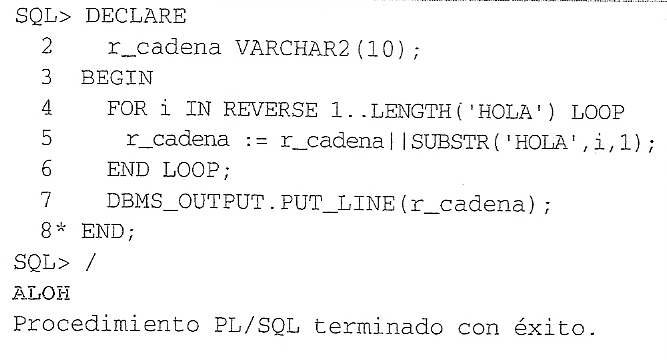 SQL> DECLARE
2 r_cadena VARCHAR2(10);
3 BEGIN
4 FOR i IN REVERSE 1..LENGTH('HOLA') LOOP
5 r_cadena := r_cadena||SUBSTR('HOLA',i,1);
6 END LOOP;
7 DBMS_OUTPUT.PUT_LINE(r_cadena);
8* END;
SQL> /
ALOH
Procedimiento PL/SQL terminado con éxito.